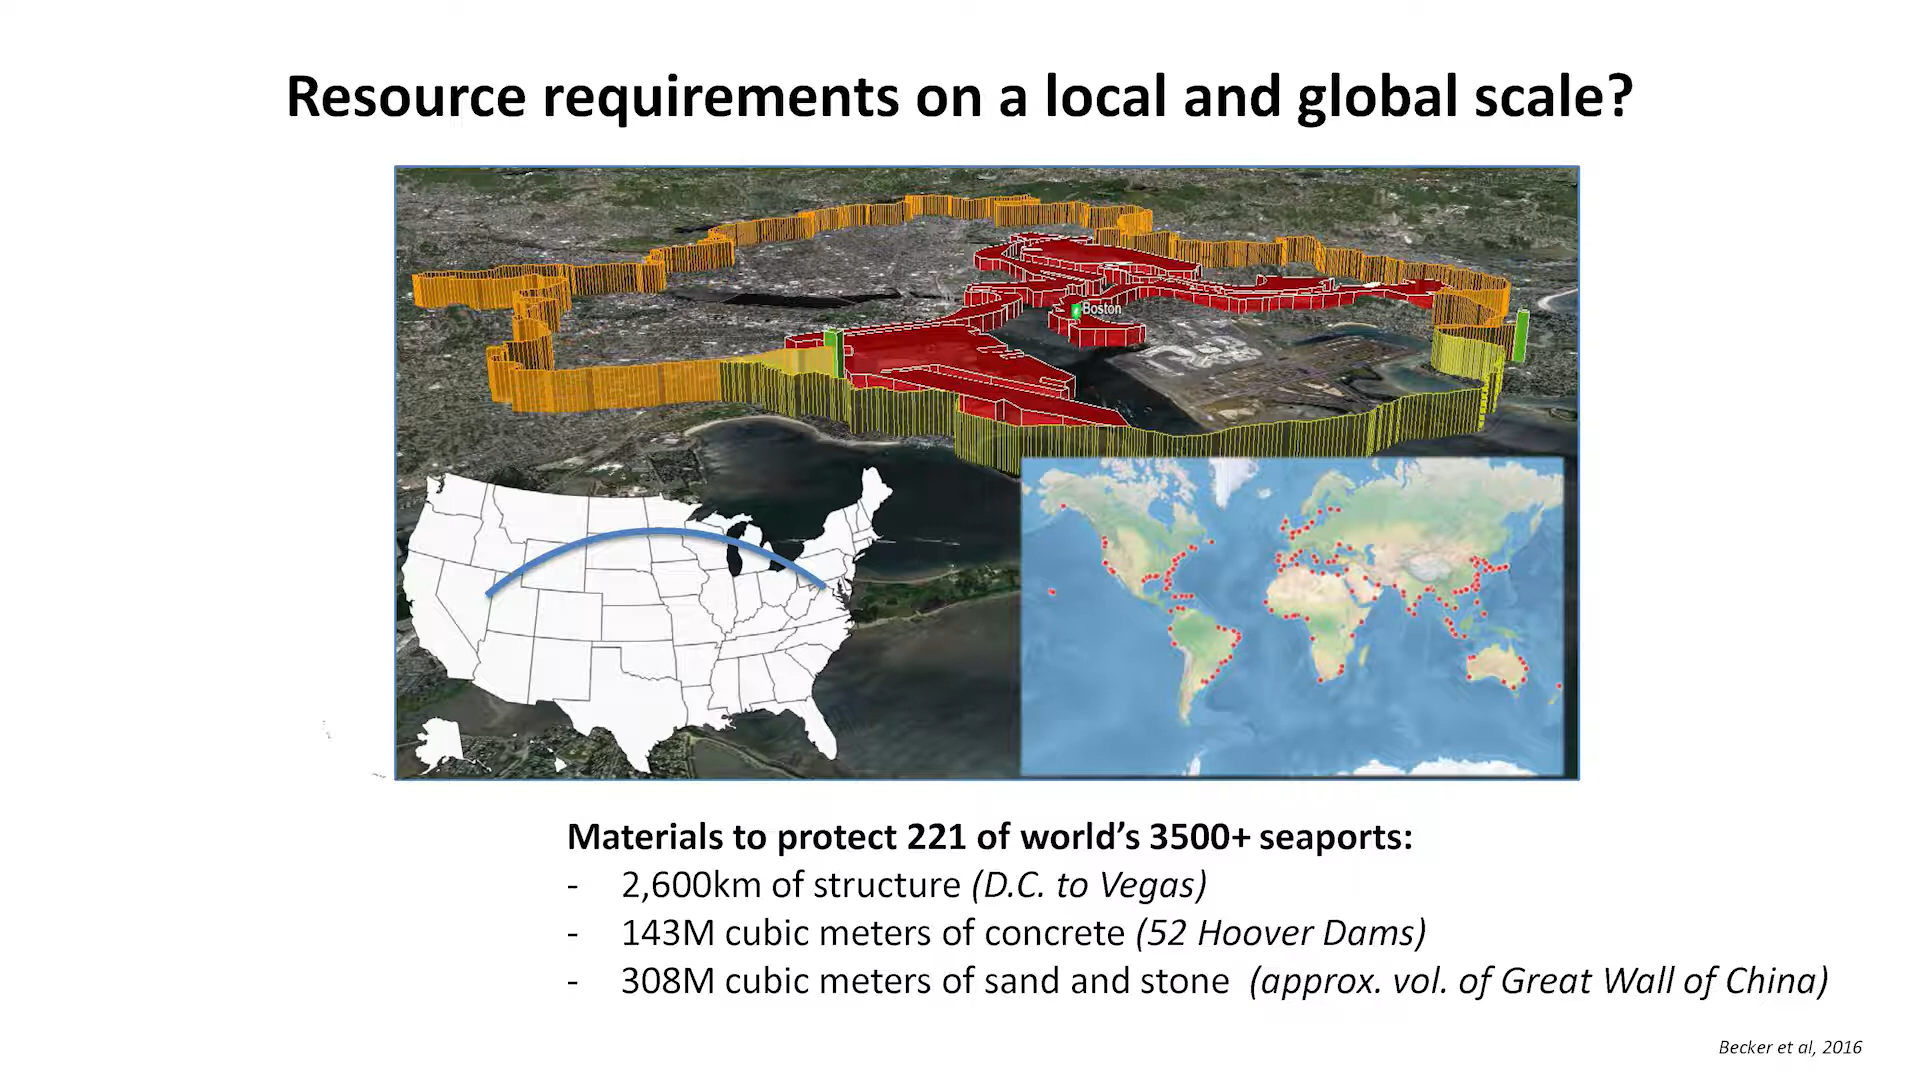 Resource requirements on a local and global scale?
Boston
Materials to protect 221 of world’s 3500+ seaports:
- 2,600km of structure (D.C. to Vegas)
- 143M cubic meters of concrete (52 Hoover Dams)
- 308M cubic meters of sand and stone (approx. vol. of Great Wall of China)
Becker et al, 2016